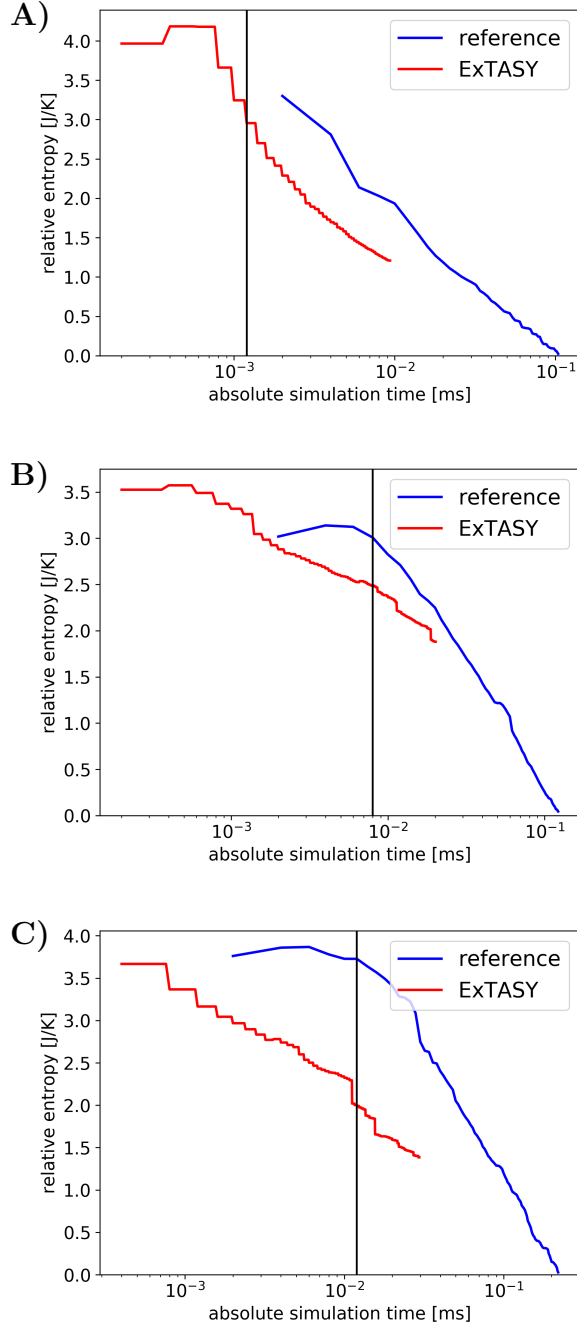 A)
reference
ExTASY
relative entropy [J/K]
4.0
3.5
3.0
2.5
2.0
1.5
1.0
0.5
0.0
10⁻³
10⁻²
10⁻¹
absolute simulation time [ms]
B)
reference
ExTASY
relative entropy [J/K]
3.5
3.0
2.5
2.0
1.5
1.0
0.5
0.0
10⁻³
10⁻²
10⁻¹
absolute simulation time [ms]
C)
reference
ExTASY
relative entropy [J/K]
4.0
3.5
3.0
2.5
2.0
1.5
1.0
0.5
0.0
10⁻³
10⁻²
10⁻¹
absolute simulation time [ms]